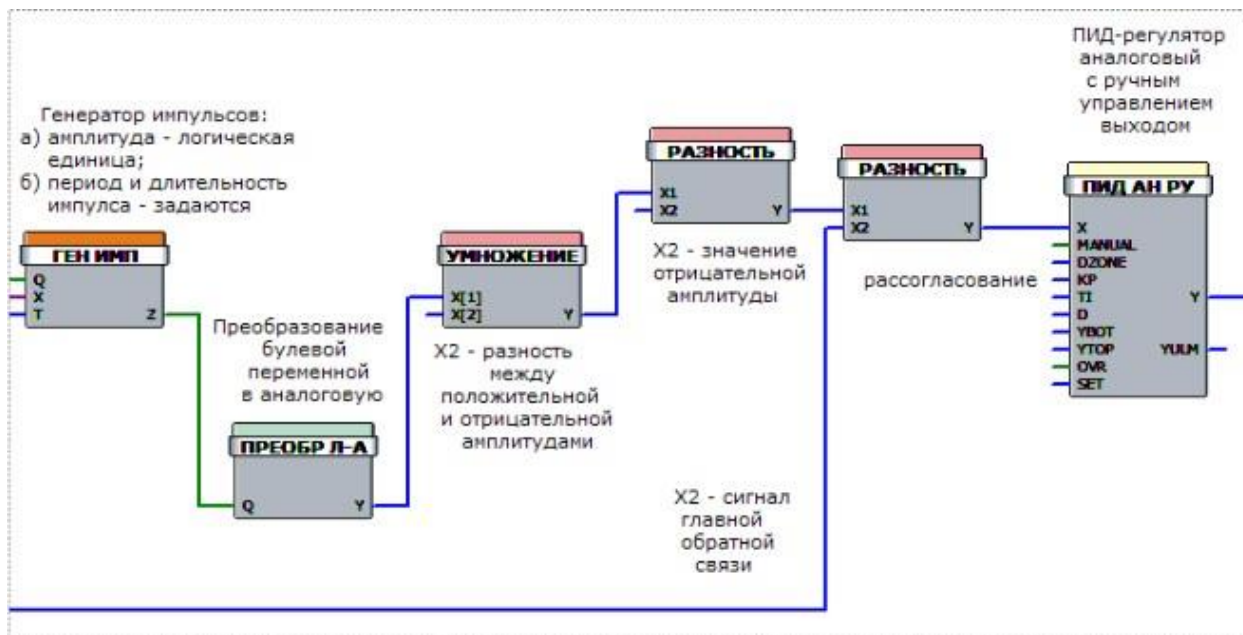 ПИД-регулятор
аналоговый
с ручным
управлением
выходом
Генератор импульсов:
а) амплитуда - логическая
единица;
б) период и длительность
импулса - задаются
ГЕН ИМП
Q
X
T
Z
Преобразование
булевой
переменной
в аналоговую
ПРЕОБР Л-А
Q
Y
УМНОЖЕНИЕ
X[1]
X[2]
Y
X2 - разность
между
положительной
и отрицательной
амплитудами
РАЗНОСТЬ
X1
X2
Y
X2 - значение
отрицательной
амплитуды
РАЗНОСТЬ
X1
X2
Y
X2 - сигнал
главной
обратной
связи
рассогласование
ПИД АН РУ
X
MANUAL
DZONE
KP
TI
D
YBOT
YTOP
OVR
SET
Y
YULM